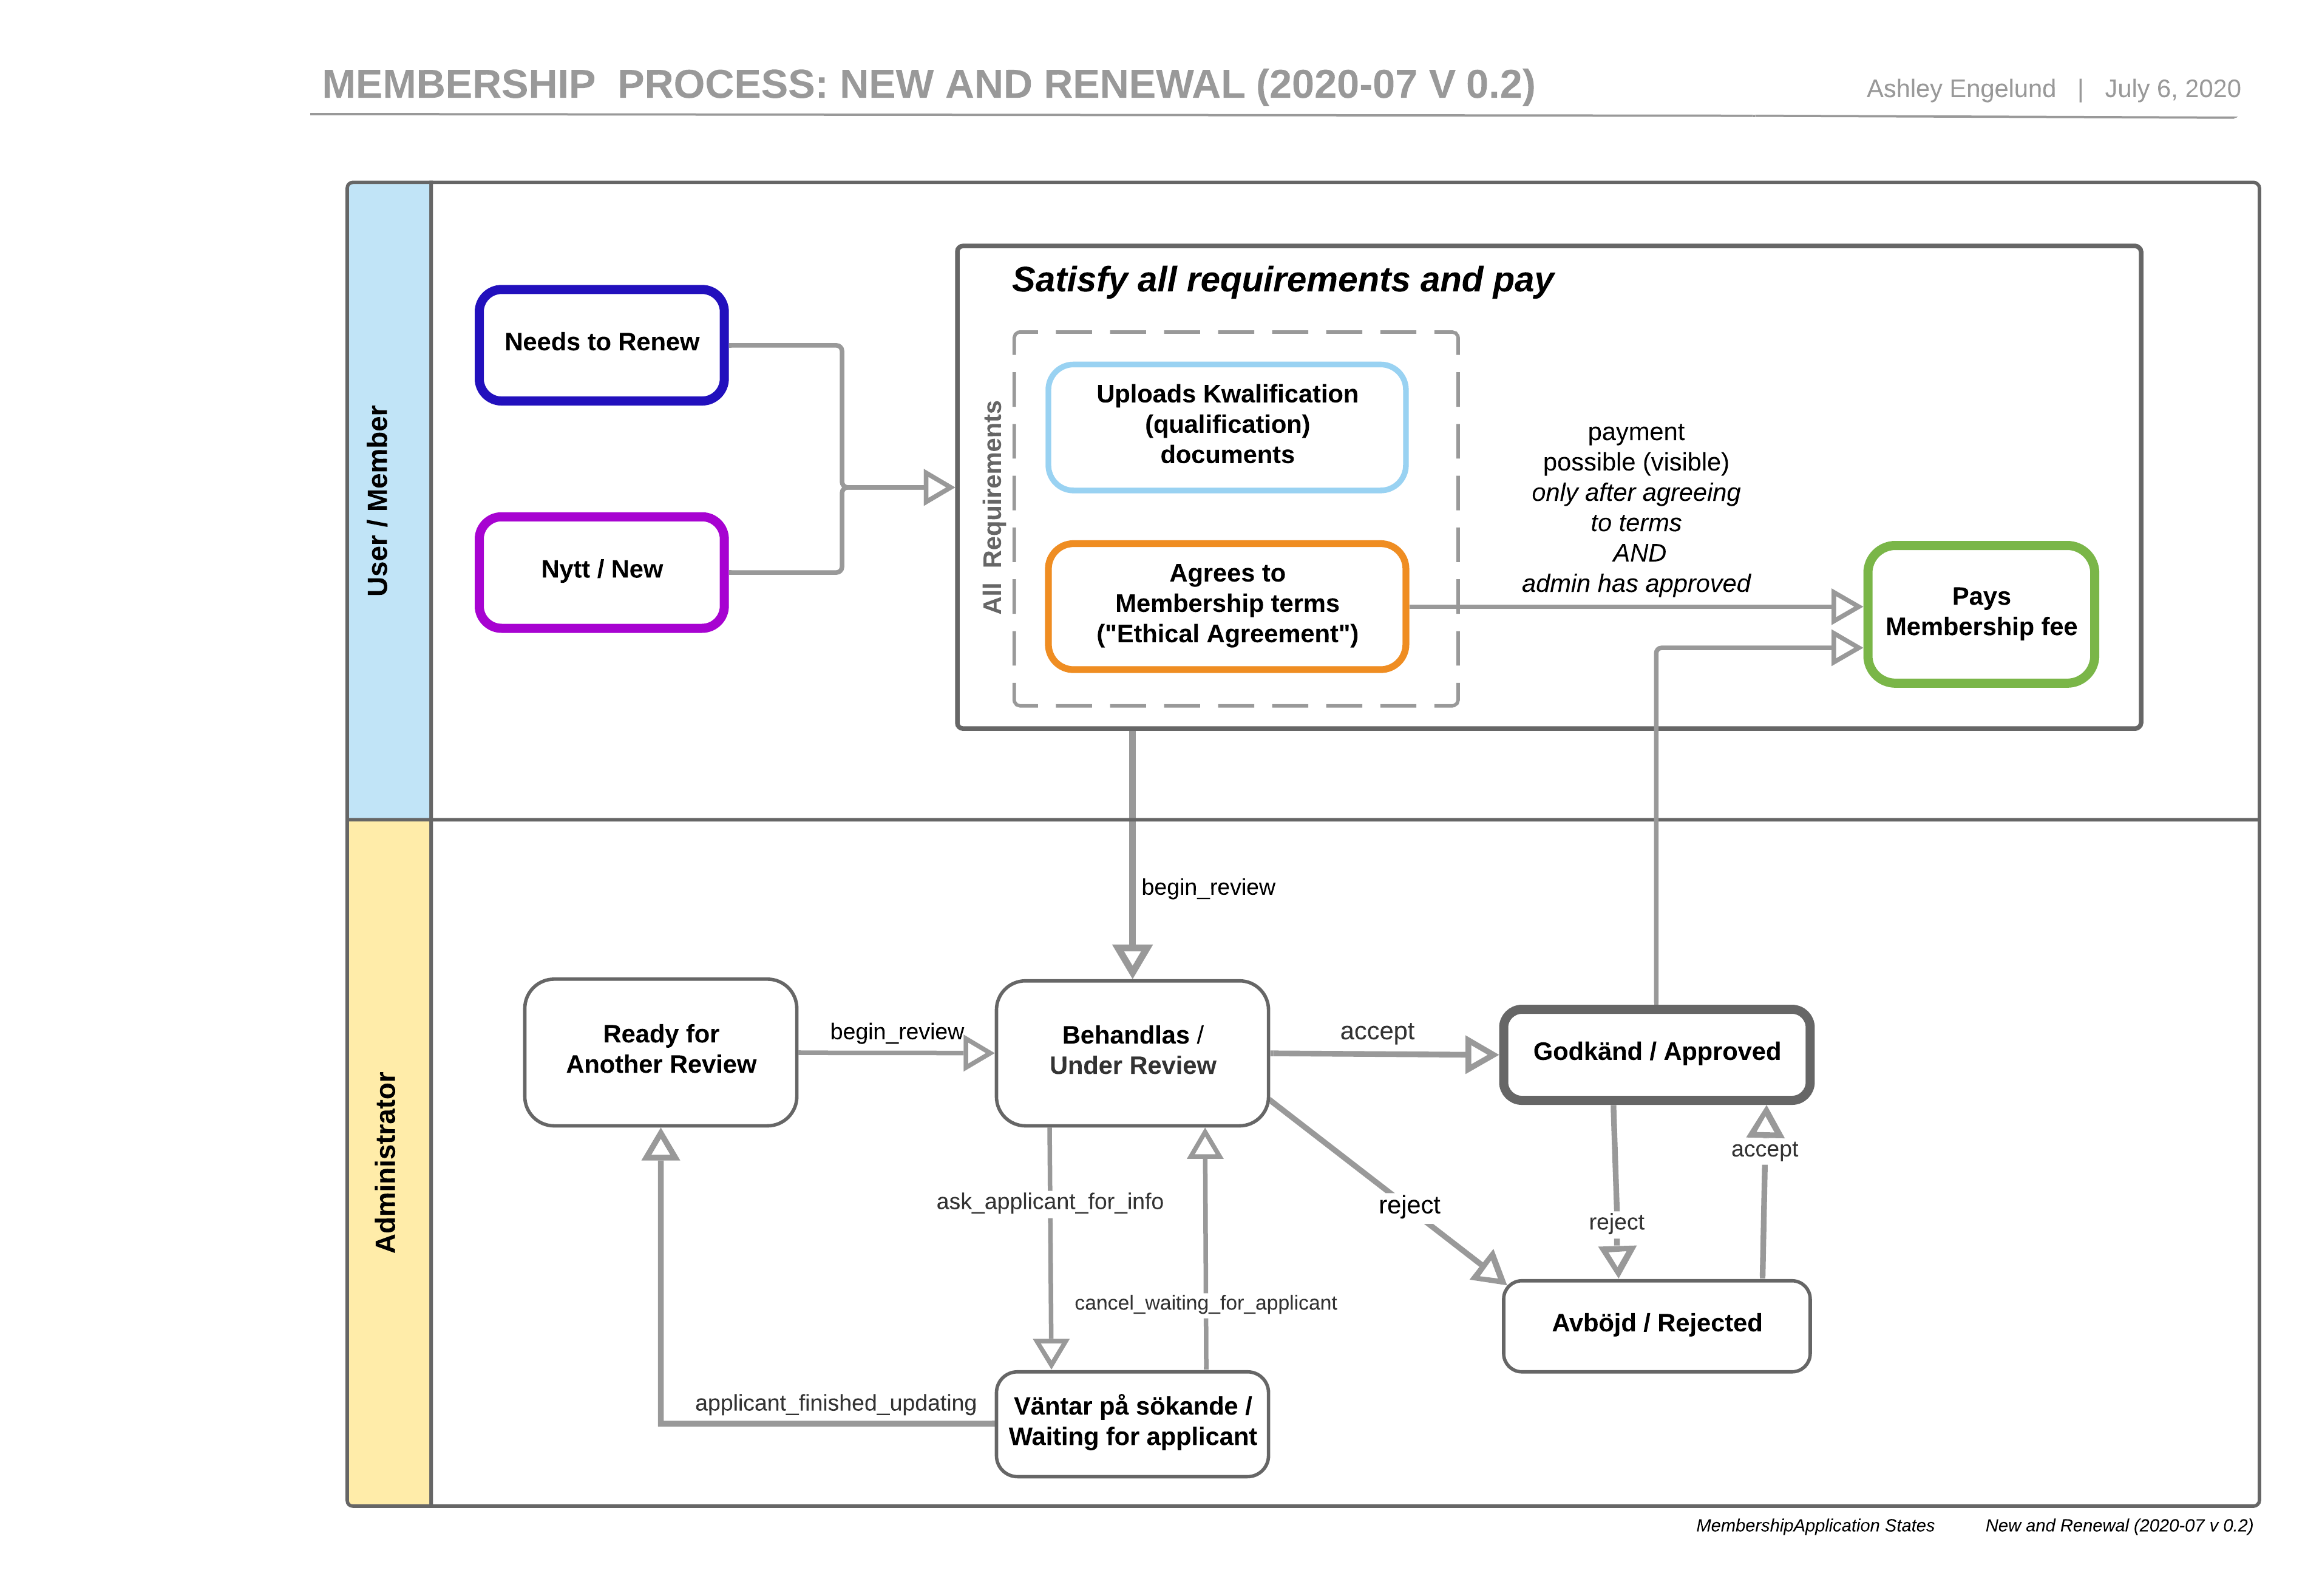 MEMBERSHIP PROCESS: NEW AND RENEWAL (2020-07 V 0.2)
Ashley Engelund | July 6, 2020
User / Member
Needs to Renew
Nytt / New
Satisfy all requirements and pay
All Requirements
Uploads Kwalification
(qualification)
documents
Agrees to
Membership terms
("Ethical Agreement")
payment
possible (visible)
only after agreeing
to terms
AND
admin has approved
Pays
Membership fee
Administrator
begin_review
Ready for
Another Review
begin_review
Behandlas /
Under Review
accept
Godkänd / Approved
ask_applicant_for_info
cancel_waiting_for_applicant
reject
reject
accept
Avböjd / Rejected
applicant_finished_updating
Väntar på sökande /
Waiting for applicant
MembershipApplication States
New and Renewal (2020-07 v 0.2)